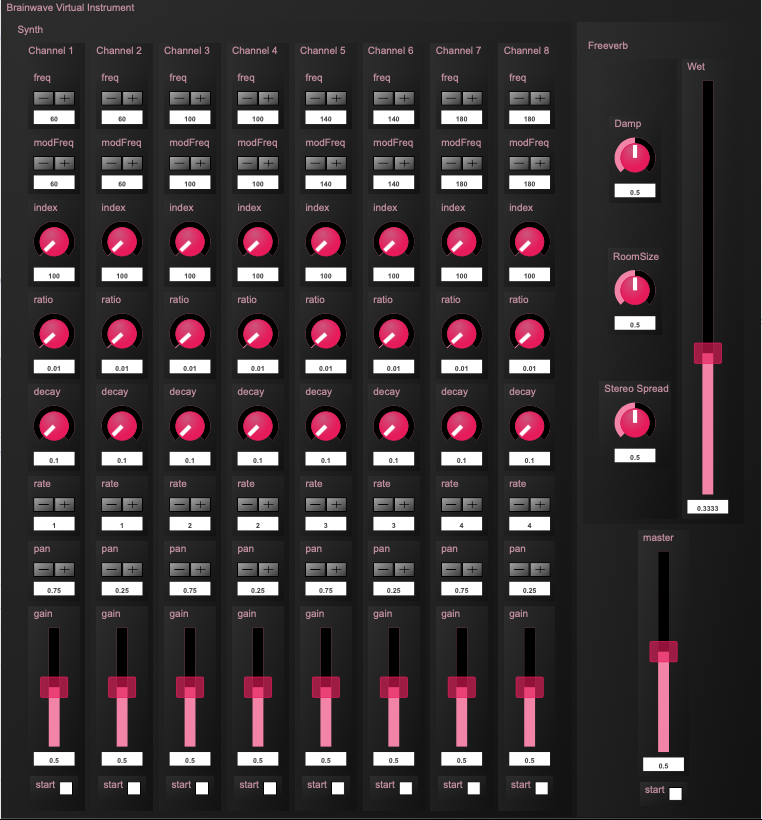 Brainwave Virtual Instrument
Synth
Channel 1 Channel 2 Channel 3 Channel 4 Channel 5 Channel 6 Channel 7 Channel 8
freq freq freq freq freq freq freq freq
60 60 100 100 140 140 180 180
modFreq modFreq modFreq modFreq modFreq modFreq modFreq modFreq
60 60 100 100 140 140 180 180
index index index index index index index index
100 100 100 100 100 100 100 100
ratio ratio ratio ratio ratio ratio ratio ratio
0.01 0.01 0.01 0.01 0.01 0.01 0.01 0.01
decay decay decay decay decay decay decay decay
0.1 0.1 0.1 0.1 0.1 0.1 0.1 0.1
rate rate rate rate rate rate rate rate
1 1 2 2 3 3 4 4
pan pan pan pan pan pan pan pan
0.75 0.25 0.75 0.25 0.75 0.25 0.75 0.25
gain gain gain gain gain gain gain gain
0.5 0.5 0.5 0.5 0.5 0.5 0.5 0.5
start start start start start start start start
Freeverb
Damp
0.5
RoomSize
0.5
Stereo Spread
0.5
Wet
0.3333
master
0.5
start